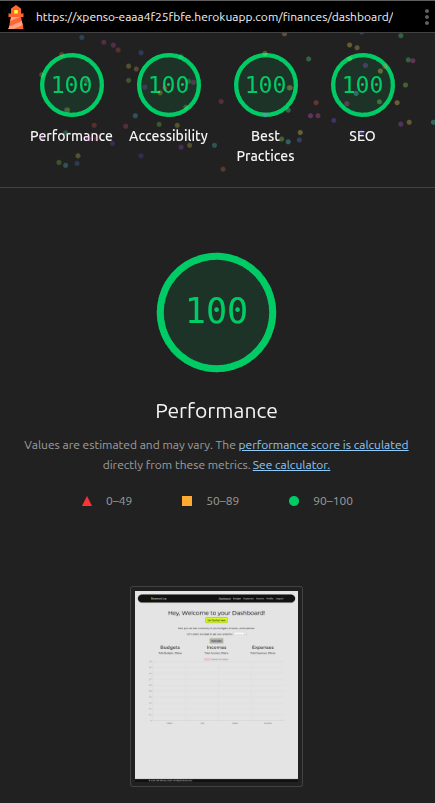 https://xpenso-eaaa4f25fbfe.herokuapp.com/finances/dashboard/
100 100 100 100
Performance Accessibility Best Practices SEO
100
Performance
Values are estimated and may vary. The performance score is calculated
directly from these metrics. See calculator.
0–49 50–89 90–100
Hey, Welcome to your Dashboard!
Budgets Incomes Expenses